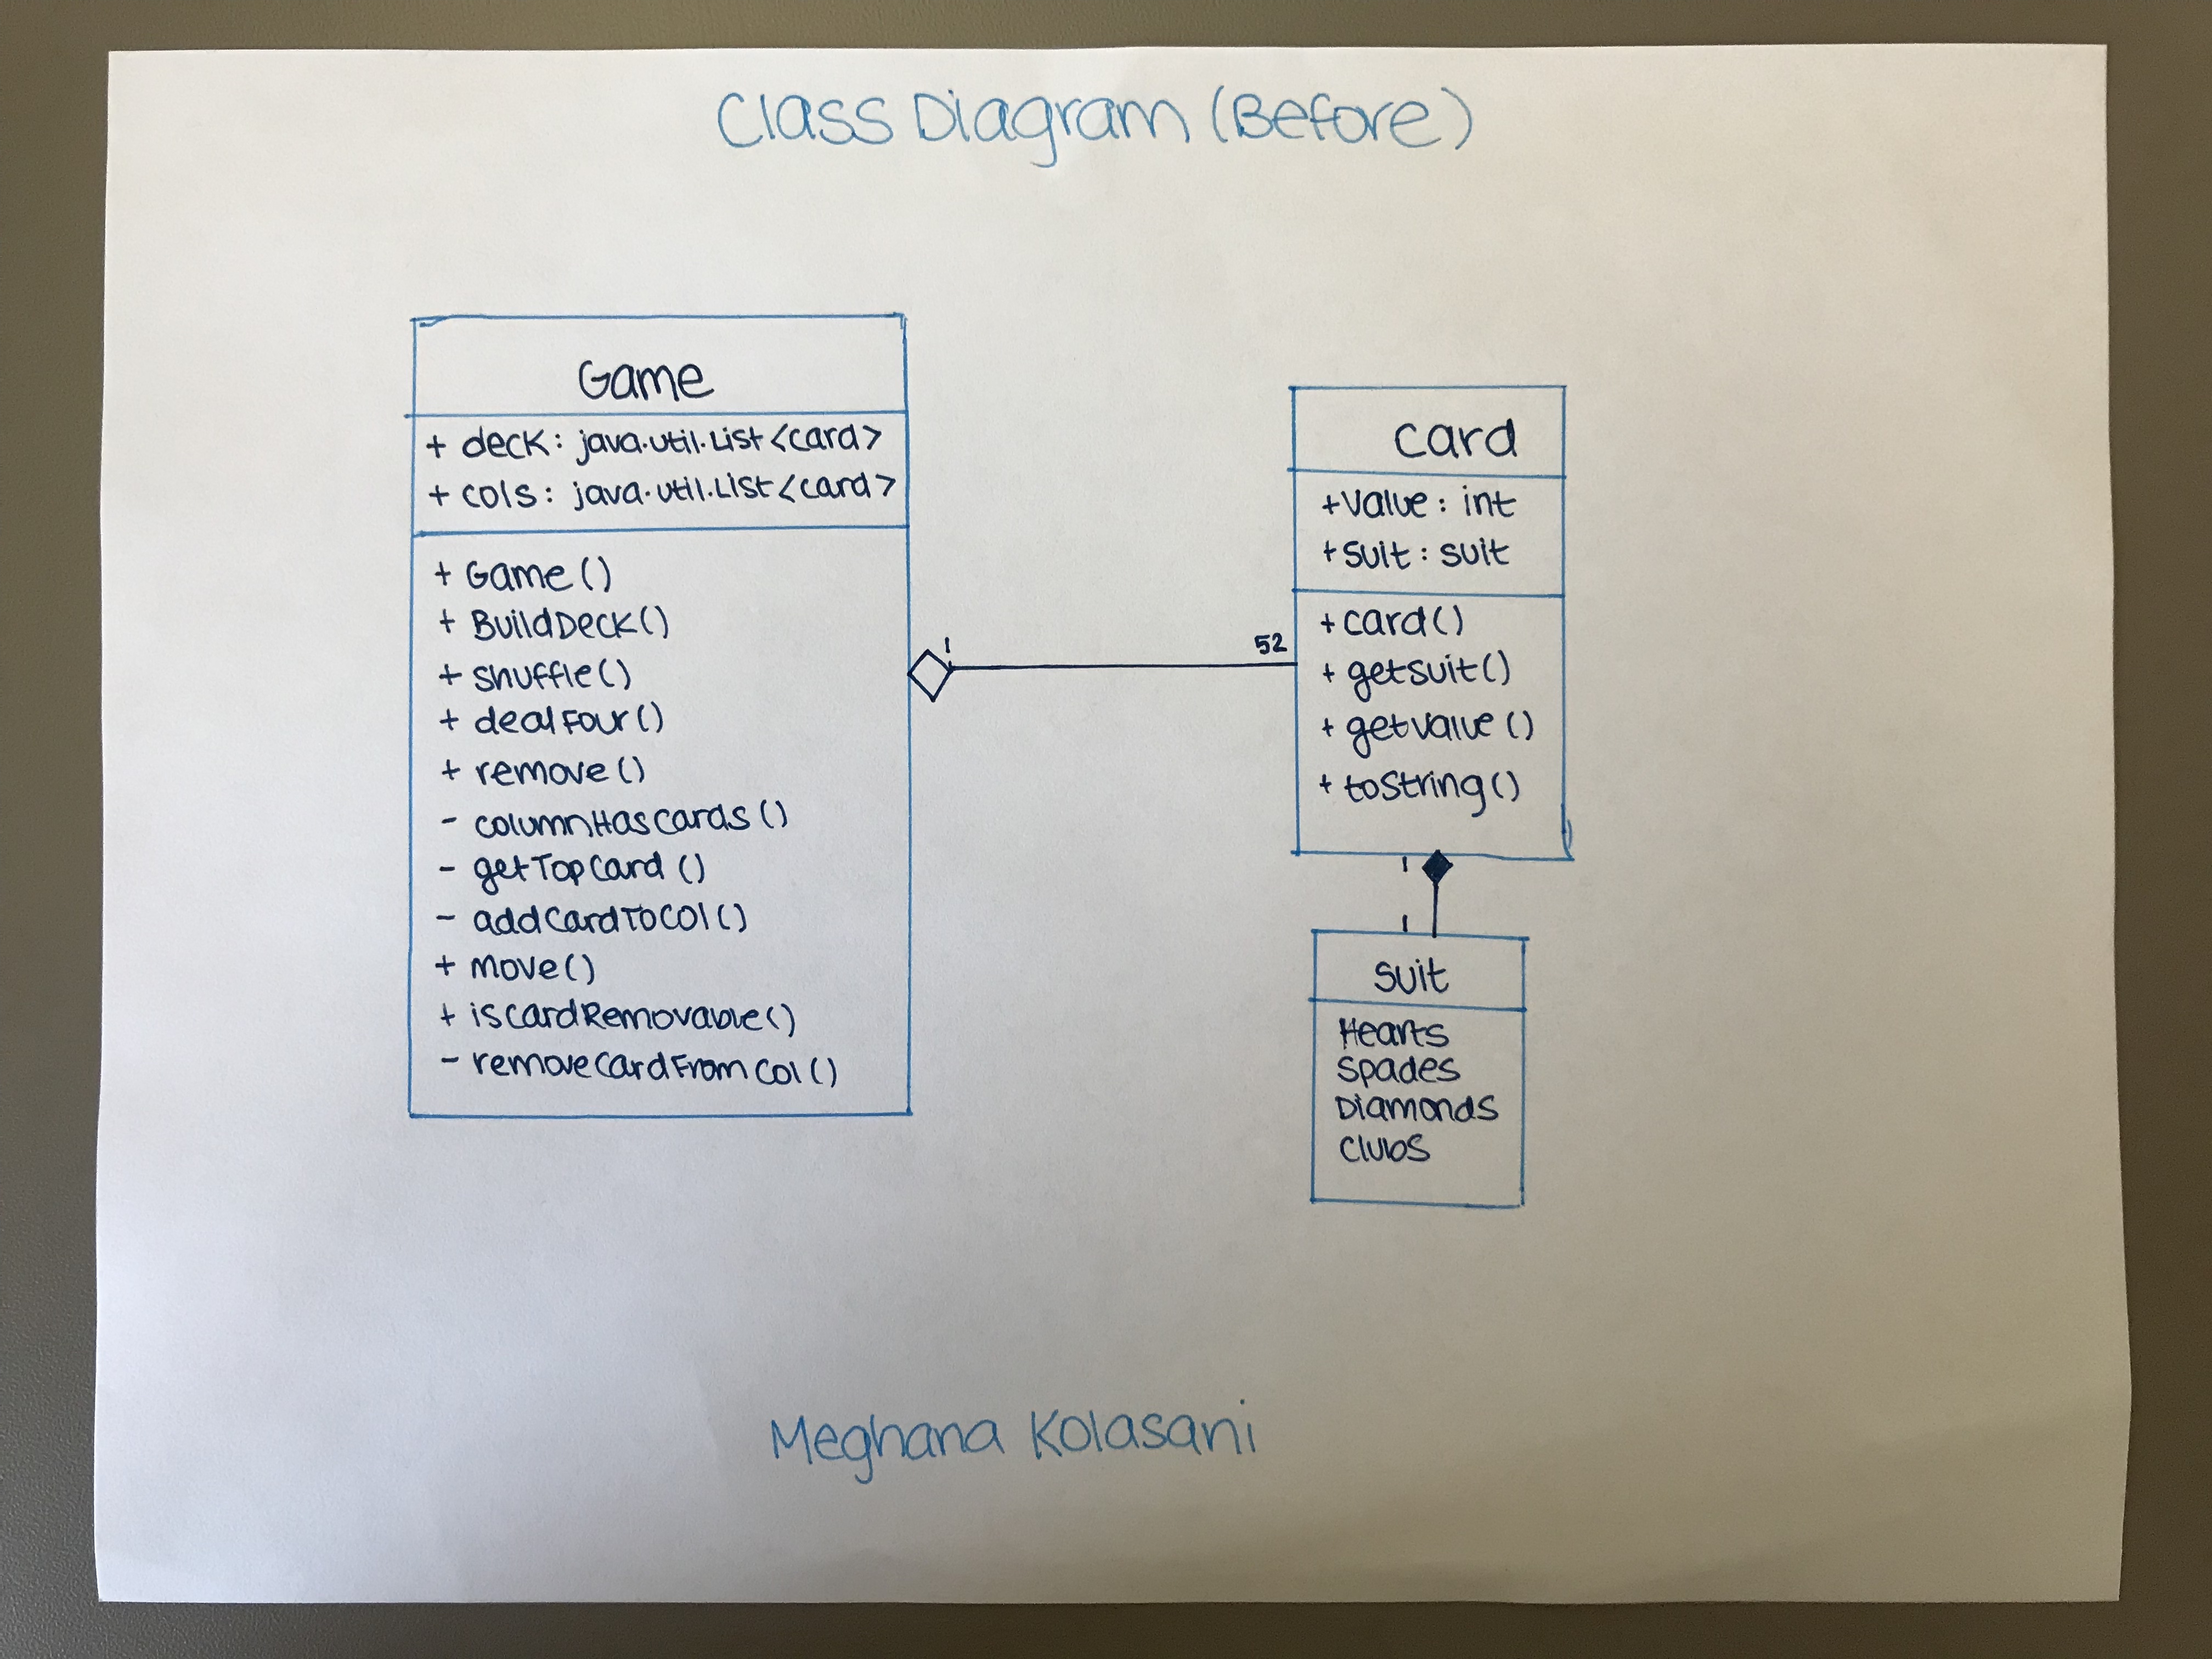 Class Diagram (Before)
Game
+ deck: java.util.List<card>
+ cols: java.util.List<card>
+ Game()
+ BuildDeck()
+ shuffle()
+ dealFour()
+ remove()
- columnHasCards()
- getTopCard()
- addCardToCol()
+ move()
+ isCardRemovable()
- removeCardFromCol()
1
52
card
+value: int
+suit: suit
+card()
+ getsuit()
+ getvalue()
+ toString()
1
1
suit
Hearts
Spades
Diamonds
Clubs
Meghana Kolasani